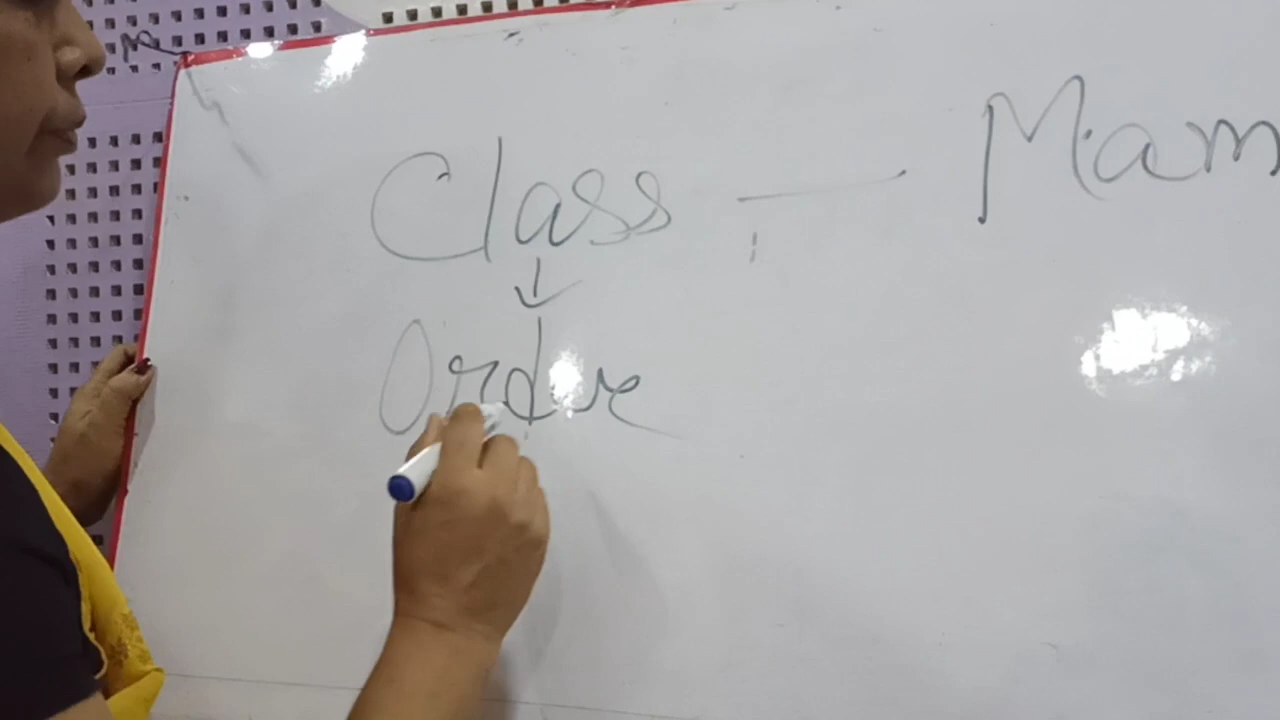 Class — Mam
↓
Order